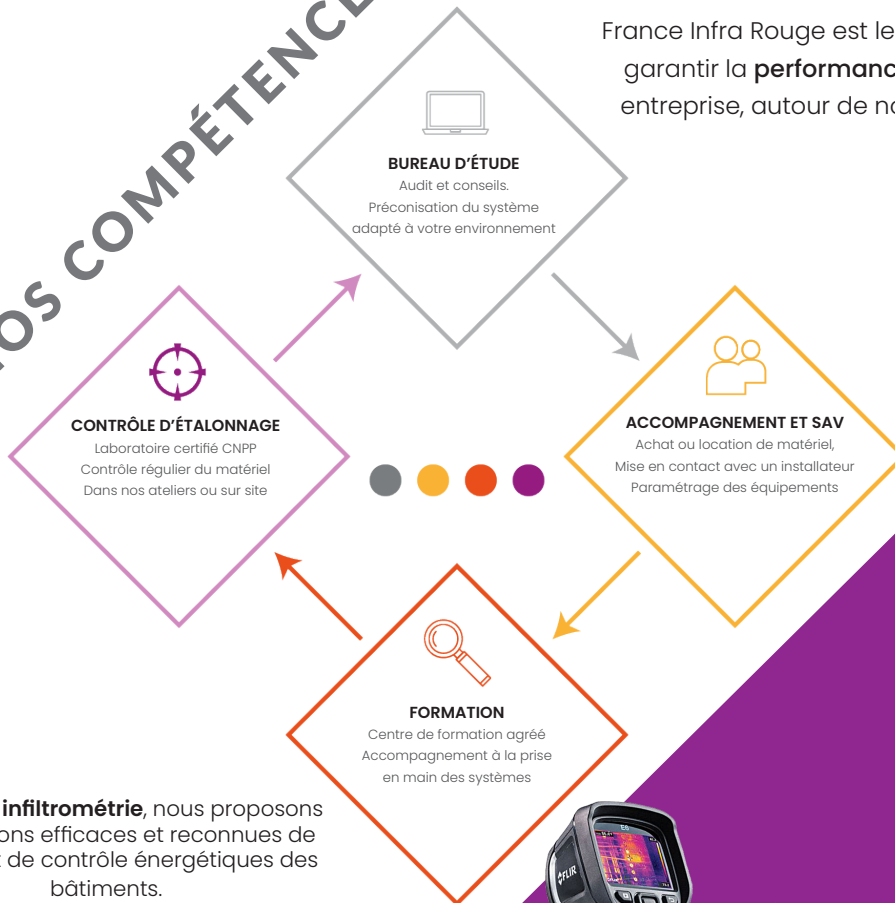 OS COMPÉTENCE
France Infra Rouge est le
garantir la performanc
entreprise, autour de no
BUREAU D'ÉTUDE
Audit et conseils.
Préconisation du système
adapté à votre environnement
CONTRÔLE D'ÉTALONNAGE
Laboratoire certifié CNPP
Contrôle régulier du matériel
Dans nos ateliers ou sur site
ACCOMPAGNEMENT ET SAV
Achat ou location de matériel,
Mise en contact avec un installateur
Paramétrage des équipements
FORMATION
Centre de formation agréé
Accompagnement à la prise
en main des systèmes
infiltrométrie, nous proposons
ons efficaces et reconnues de
t de contrôle énergétiques des
bâtiments.
FLIR